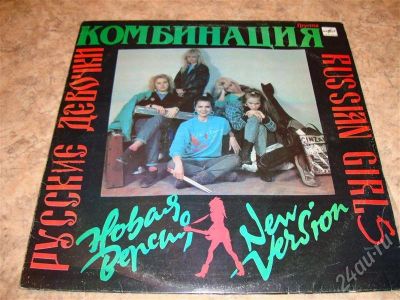 Группа
КОМБИНАЦИЯ
РУССКИЕ ДЕВОЧКИ
RUSSIAN GIRLS
Новая
версия
New
Version
24au.ru